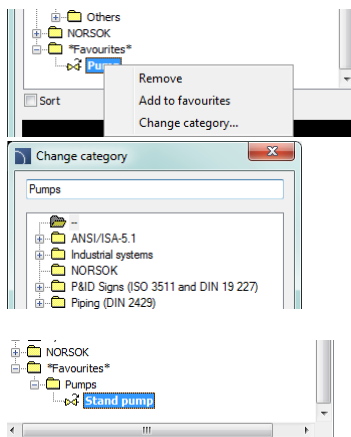 Others
NORSOK
*Favourites*
Pump
Remove
Sort
Add to favourites
Change category...
Change category
Pumps
--
ANSI/ISA-5.1
Industrial systems
NORSOK
P&ID Signs (ISO 3511 and DIN 19 227)
Piping (DIN 2429)
NORSOK
*Favourites*
Pumps
Stand pump